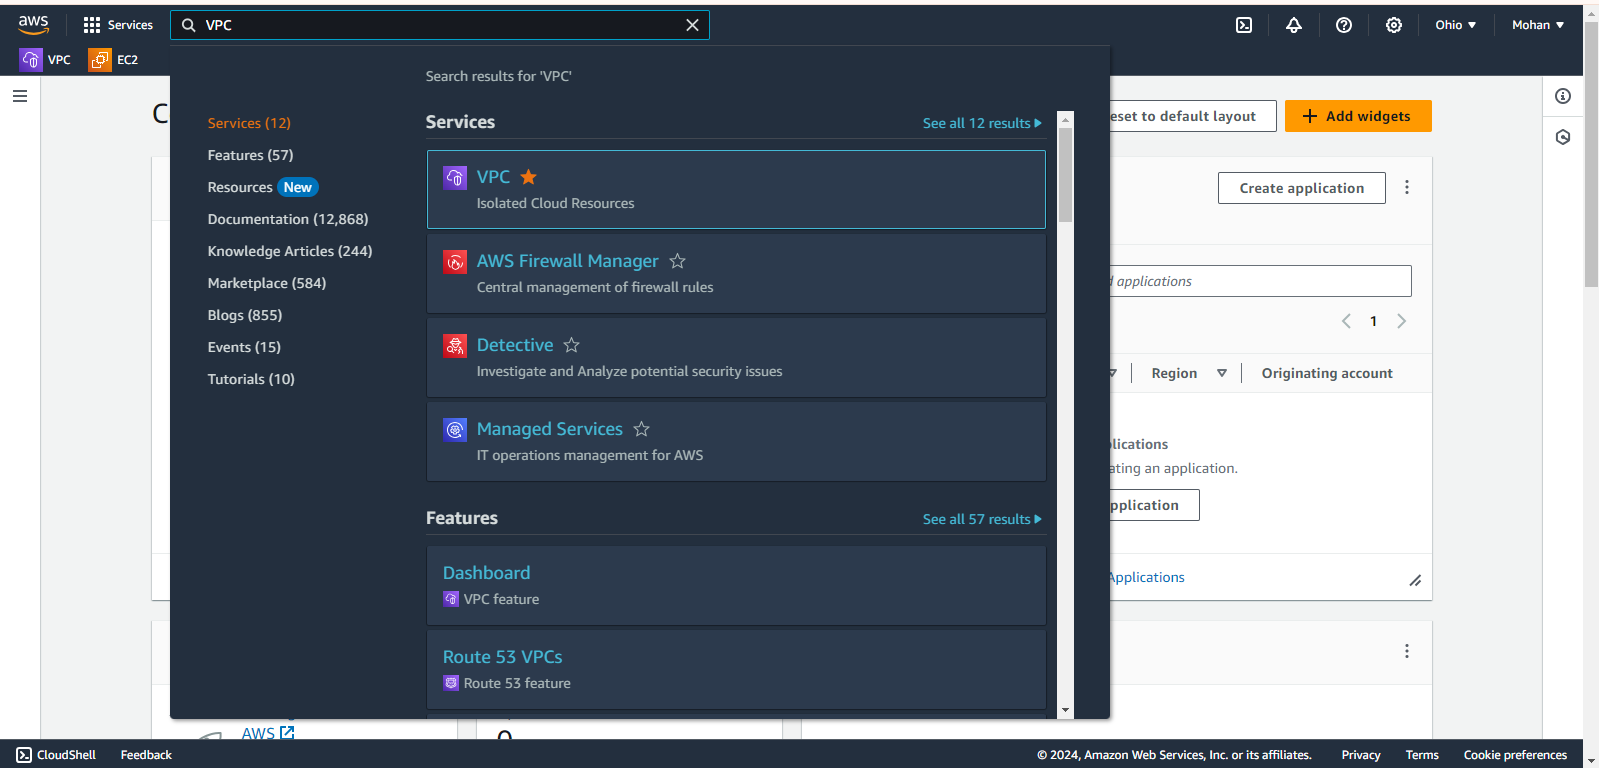 aws
Services
VPC
Ohio
Mohan
VPC
EC2
Search results for 'VPC'
Services (12)
Features (57)
Resources New
Documentation (12,868)
Knowledge Articles (244)
Marketplace (584)
Blogs (855)
Events (15)
Tutorials (10)
Services
See all 12 results
VPC
Isolated Cloud Resources
AWS Firewall Manager
Central management of firewall rules
Detective
Investigate and Analyze potential security issues
Managed Services
IT operations management for AWS
Features
See all 57 results
Dashboard
VPC feature
Route 53 VPCs
Route 53 feature
C
eset to default layout
Add widgets
Create application
d applications
1
Region
Originating account
plications
ating an application.
pplication
Applications
AWS
0
CloudShell
Feedback
© 2024, Amazon Web Services, Inc. or its affiliates.
Privacy
Terms
Cookie preferences